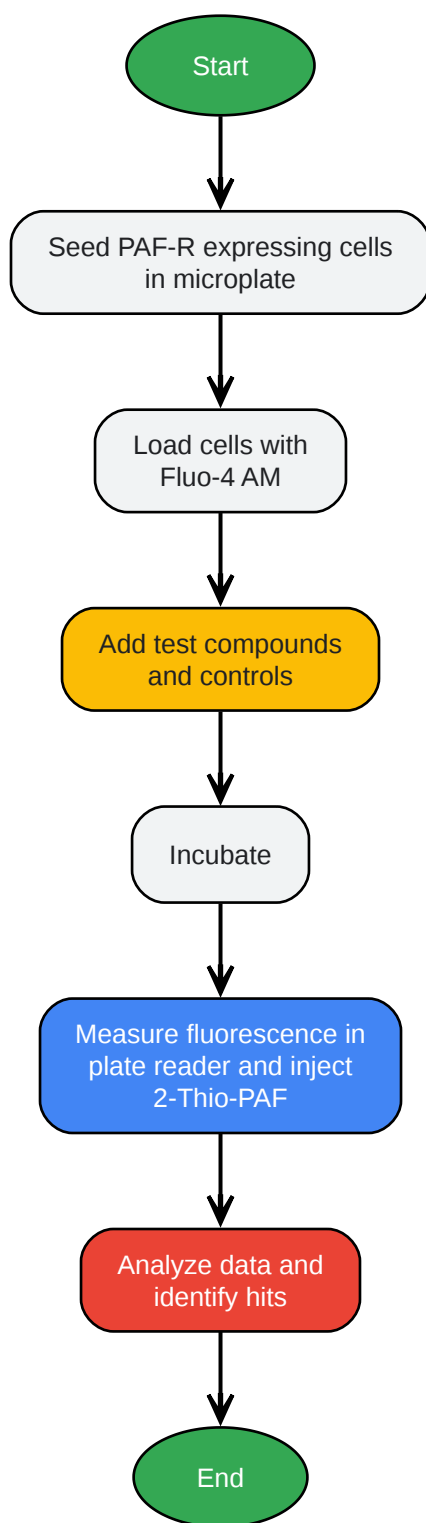 Start
Seed PAF-R expressing cells
in microplate
Load cells with
Fluo-4 AM
Add test compounds
and controls
Incubate
Measure fluorescence in
plate reader and inject
2-Thio-PAF
Analyze data and
identify hits
End